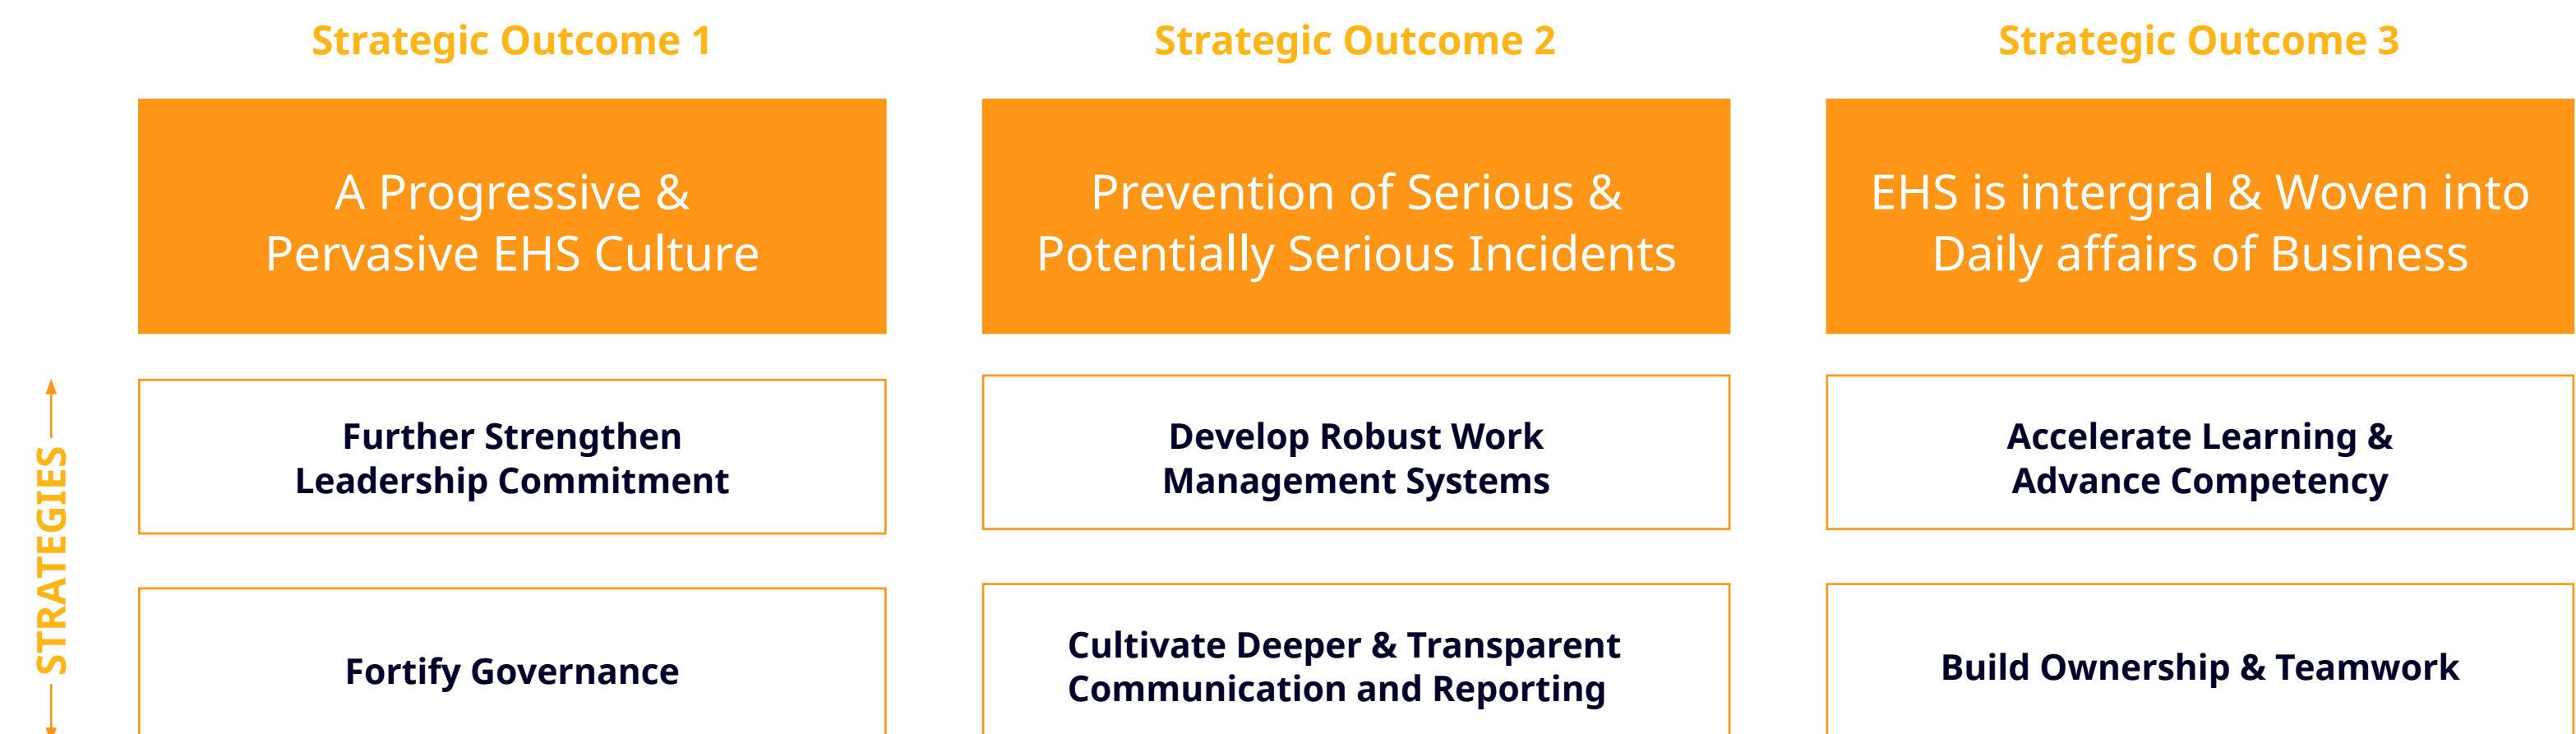 Strategic Outcome 1
Strategic Outcome 2
Strategic Outcome 3
A Progressive &
Pervasive EHS Culture
Prevention of Serious &
Potentially Serious Incidents
EHS is intergral & Woven into
Daily affairs of Business
STRATEGIES
Further Strengthen
Leadership Commitment
Develop Robust Work
Management Systems
Accelerate Learning &
Advance Competency
Fortify Governance
Cultivate Deeper & Transparent
Communication and Reporting
Build Ownership & Teamwork